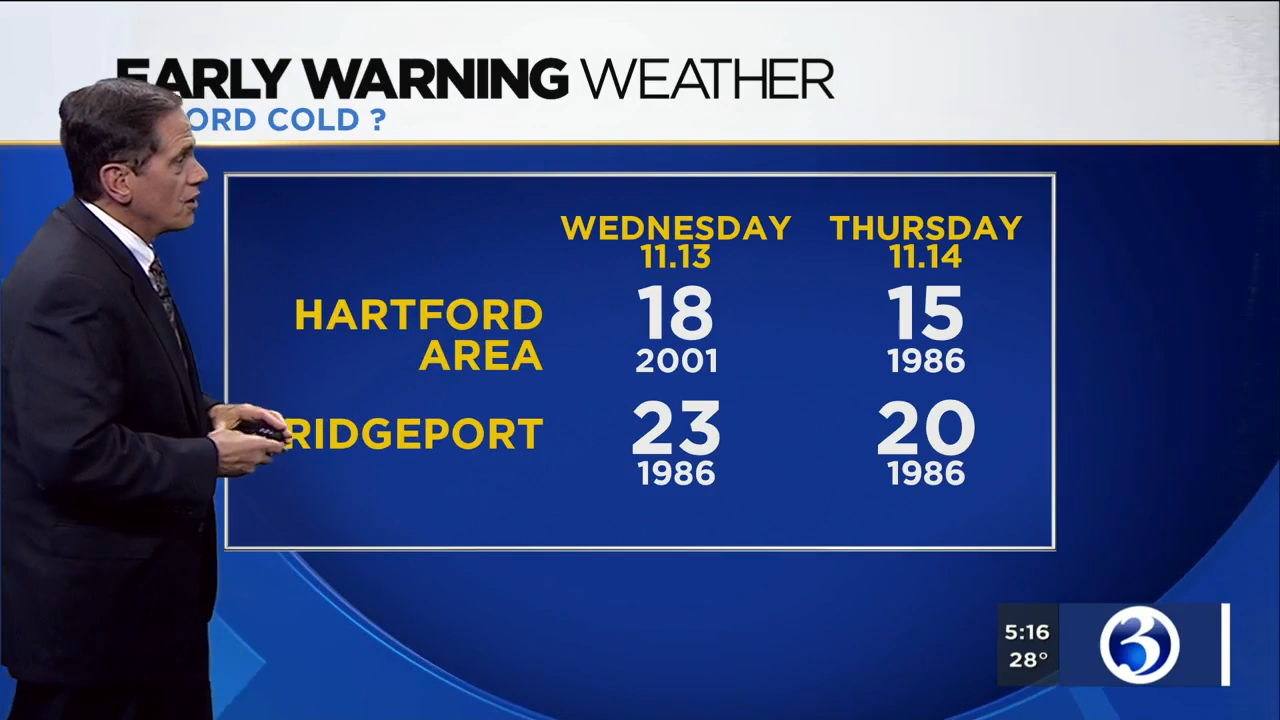 EARLY WARNING WEATHER
ORD COLD ?
WEDNESDAY THURSDAY
11.13 11.14
HARTFORD AREA 18 15
2001 1986
RIDGEPORT 23 20
1986 1986
5:16
28°
3